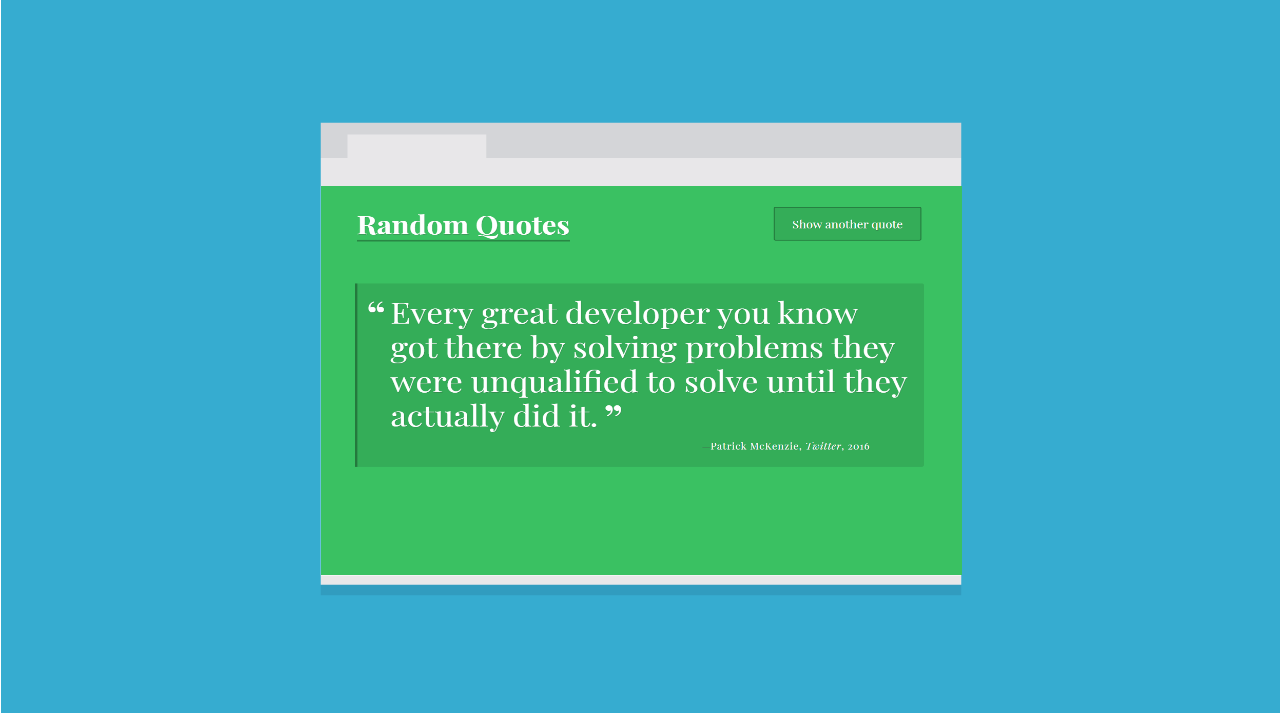 Random Quotes
Show another quote
“Every great developer you know
got there by solving problems they
were unqualified to solve until they
actually did it.”
—Patrick McKenzie, Twitter, 2016